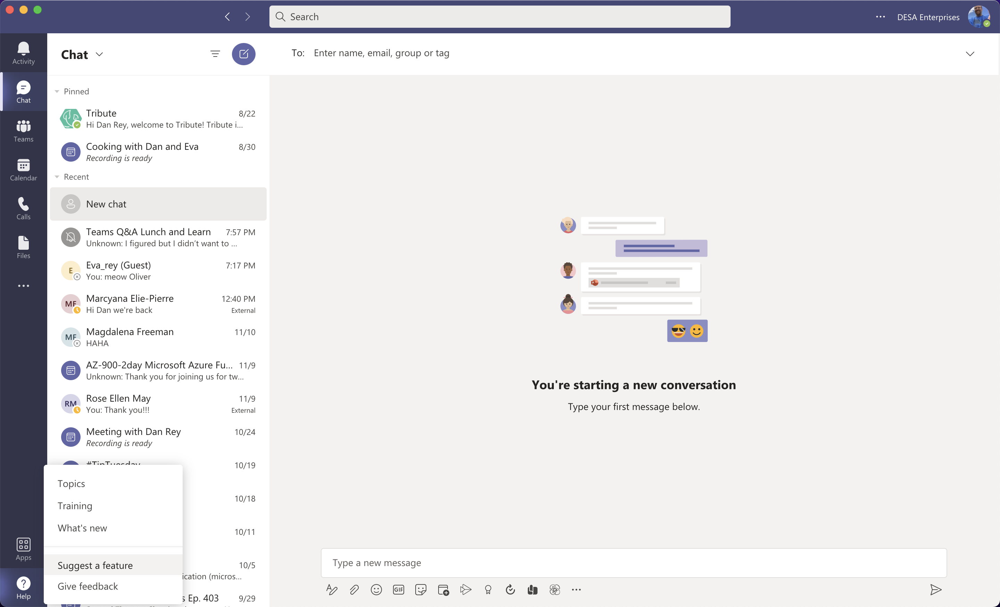 Search
DESA Enterprises
Activity
Chat
Teams
Calendar
Calls
Files
Apps
Help
Chat
Pinned
Tribute 8/22
Hi Dan Rey, welcome to Tribute! Tribute i...
Cooking with Dan and Eva 8/30
Recording is ready
Recent
New chat
Teams Q&A Lunch and Learn 7:57 PM
Unknown: I figured but I didn’t want to ...
E
Eva_rey (Guest) 7:17 PM
You: meow Oliver
Marcyana Elie-Pierre 12:40 PM
Hi Dan we're back External
Magdalena Freeman 11/10
HAHA
AZ-900-2day Microsoft Azure Fu... 11/9
Unknown: Thank you for joining us for tw...
RM
Rose Ellen May 11/9
You: Thank you!!! External
Meeting with Dan Rey 10/24
Recording is ready
#TipTuesday 10/19
10/18
10/11
10/5
ication (micros...
s Ep. 403 9/29
Topics
Training
What's new
Suggest a feature
Give feedback
To: Enter name, email, group or tag
You're starting a new conversation
Type your first message below.
Type a new message
GIF